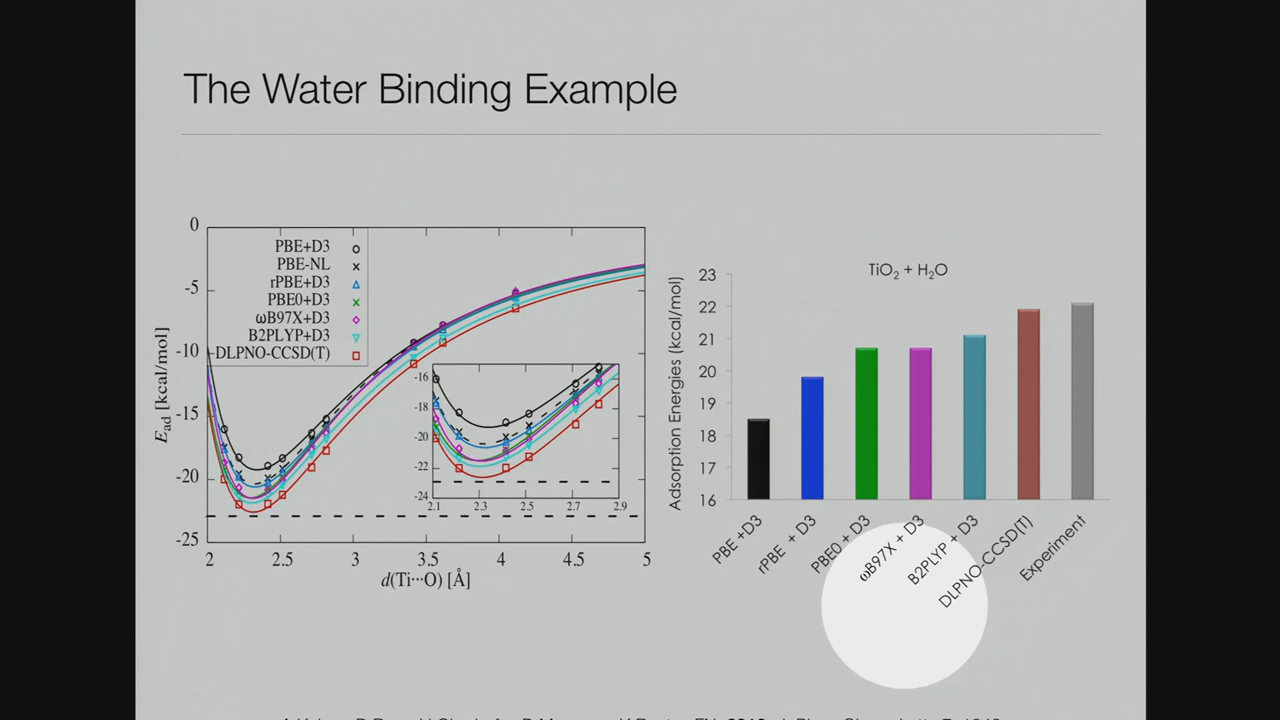 The Water Binding Example
0
-5
-10
-15
-20
-25
2
2.5
3
3.5
4
4.5
5
E_ad [kcal/mol]
d(Ti···O) [Å]
PBE+D3
PBE-NL
rPBE+D3
PBE0+D3
ωB97X+D3
B2PLYP+D3
DLPNO-CCSD(T)
-16
-18
-20
-22
-24
2.1
2.3
2.5
2.7
2.9
TiO₂ + H₂O
Adsorption Energies (kcal/mol)
23
22
21
20
19
18
17
16
PBE +D3
rPBE + D3
PBE0 + D3
ωB97X + D3
B2PLYP + D3
DLPNO-CCSD(T)
Experiment